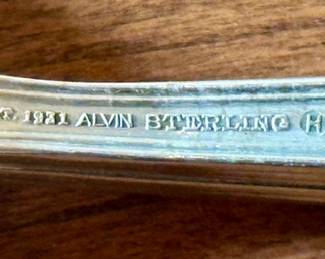 T. 1921 ALVIN STERLING H